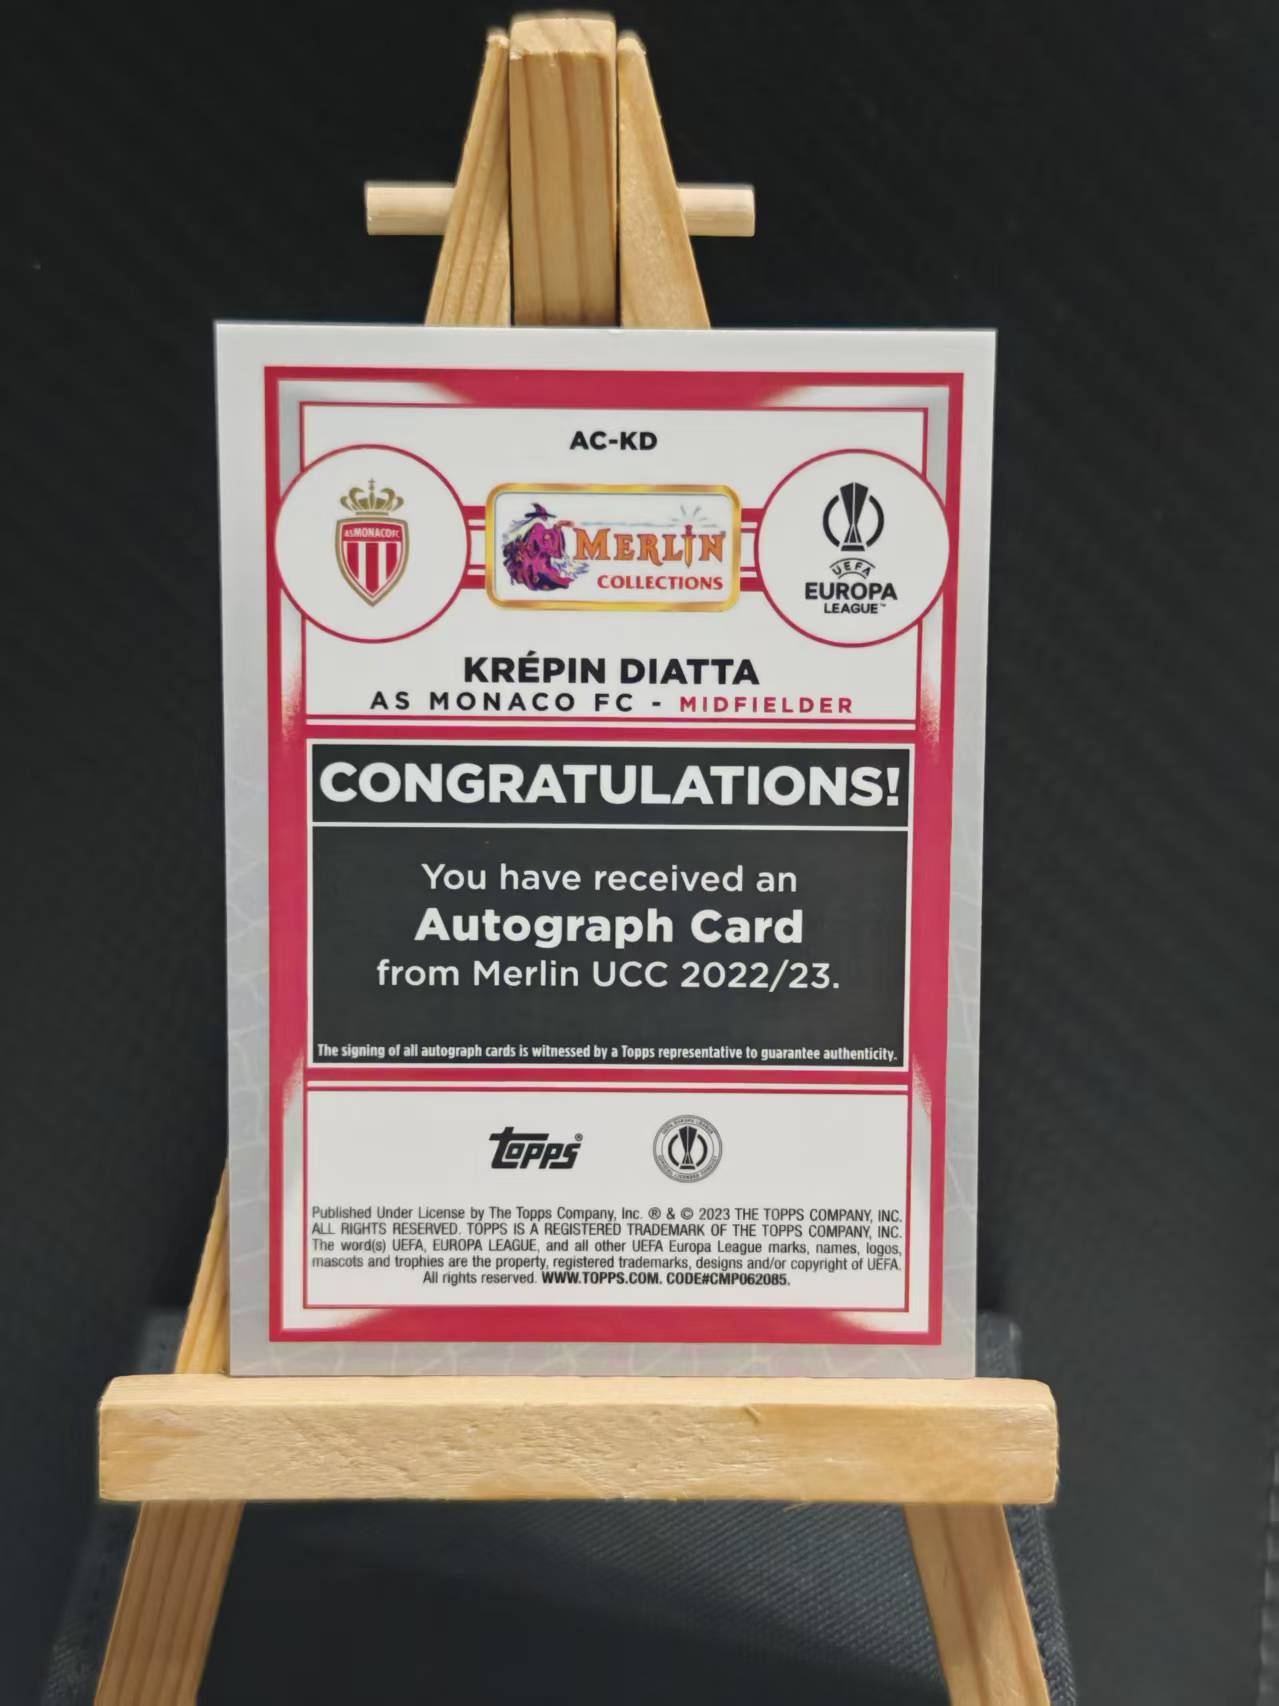 AC-KD
AS MONACO FC
MERLIN
COLLECTIONS
UEFA
EUROPA
LEAGUE™
KRÉPIN DIATTA
AS MONACO FC - MIDFIELDER
CONGRATULATIONS!
You have received an
Autograph Card
from Merlin UCC 2022/23.
The signing of all autograph cards is witnessed by a Topps representative to guarantee authenticity.
Topps®
Published Under License by The Topps Company, Inc. ® & © 2023 THE TOPPS COMPANY, INC.
ALL RIGHTS RESERVED. TOPPS IS A REGISTERED TRADEMARK OF THE TOPPS COMPANY, INC.
The word(s) UEFA, EUROPA LEAGUE, and all other UEFA Europa League marks, names, logos,
mascots and trophies are the property, registered trademarks, designs and/or copyright of UEFA.
All rights reserved. WWW.TOPPS.COM. CODE#CMP062085.